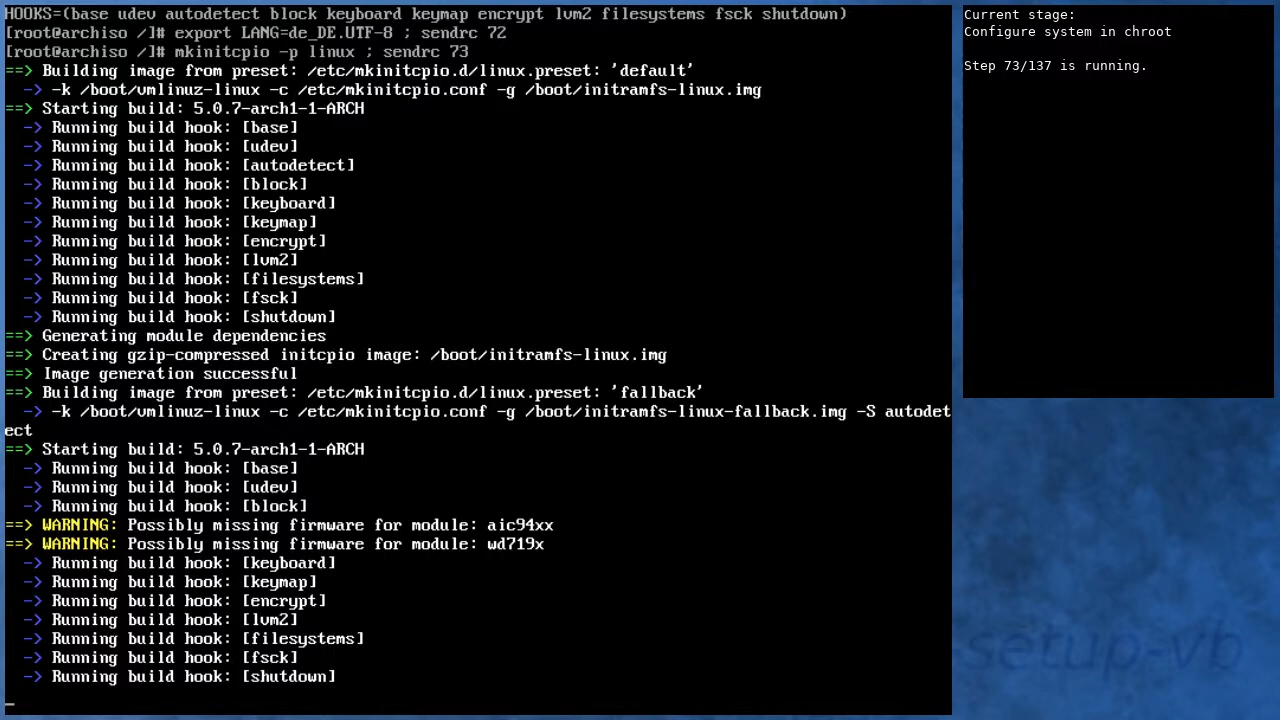 HOOKS=(base udev autodetect block keyboard keymap encrypt lvm2 filesystems fsck shutdown)
[root@archiso /]# export LANG=de_DE.UTF-8 ; sendrc 72
[root@archiso /]# mkinitcpio -p linux ; sendrc 73
==> Building image from preset: /etc/mkinitcpio.d/linux.preset: 'default'
  -> -k /boot/vmlinuz-linux -c /etc/mkinitcpio.conf -g /boot/initramfs-linux.img
==> Starting build: 5.0.7-arch1-1-ARCH
  -> Running build hook: [base]
  -> Running build hook: [udev]
  -> Running build hook: [autodetect]
  -> Running build hook: [block]
  -> Running build hook: [keyboard]
  -> Running build hook: [keymap]
  -> Running build hook: [encrypt]
  -> Running build hook: [lvm2]
  -> Running build hook: [filesystems]
  -> Running build hook: [fsck]
  -> Running build hook: [shutdown]
==> Generating module dependencies
==> Creating gzip-compressed initcpio image: /boot/initramfs-linux.img
==> Image generation successful
==> Building image from preset: /etc/mkinitcpio.d/linux.preset: 'fallback'
  -> -k /boot/vmlinuz-linux -c /etc/mkinitcpio.conf -g /boot/initramfs-linux-fallback.img -S autodet
ect
==> Starting build: 5.0.7-arch1-1-ARCH
  -> Running build hook: [base]
  -> Running build hook: [udev]
  -> Running build hook: [block]
==> WARNING: Possibly missing firmware for module: aic94xx
==> WARNING: Possibly missing firmware for module: wd719x
  -> Running build hook: [keyboard]
  -> Running build hook: [keymap]
  -> Running build hook: [encrypt]
  -> Running build hook: [lvm2]
  -> Running build hook: [filesystems]
  -> Running build hook: [fsck]
  -> Running build hook: [shutdown]
_
Current stage:
Configure system in chroot
Step 73/137 is running.
-setup-vb